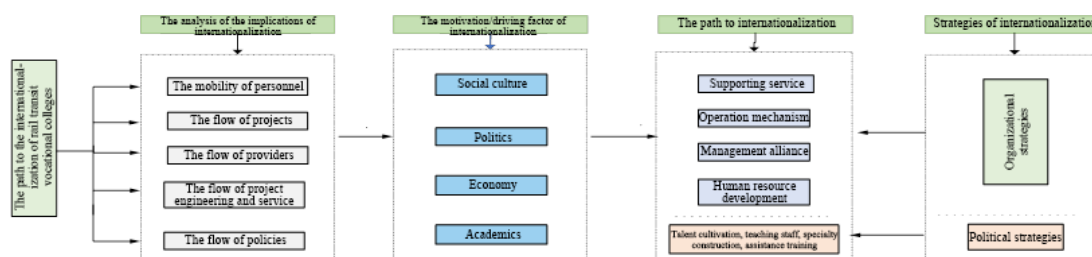 The analysis of the implications of
internationalization
The motivation/driving factor of
internationalization
The path to internationalization
Strategies of internationalization
The path to the international-
ization of rail transit
vocational colleges
The mobility of personnel
The flow of projects
The flow of providers
The flow of project
engineering and service
The flow of policies
Social culture
Politics
Economy
Academics
Supporting service
Operation mechanism
Management alliance
Human resource
development
Talent cultivation, teaching staff, specialty
construction, assistance training
Organizational
strategies
Political strategies